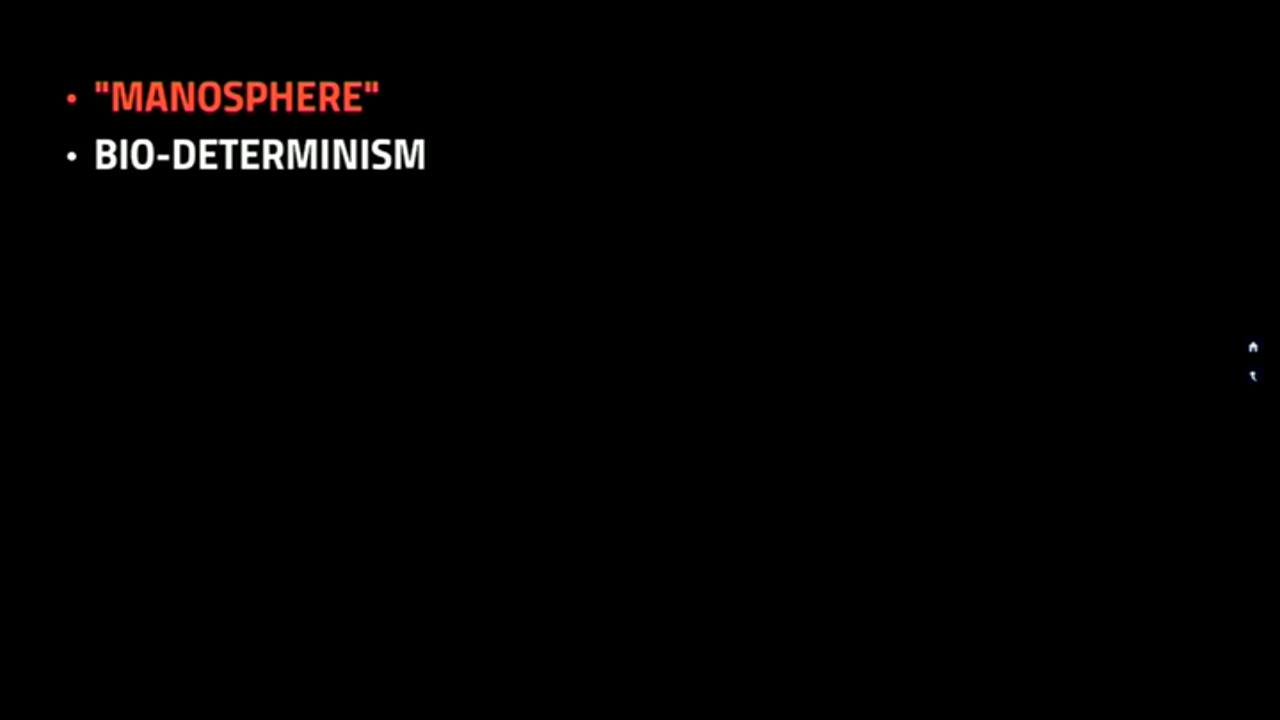 • "MANOSPHERE"
• BIO-DETERMINISM